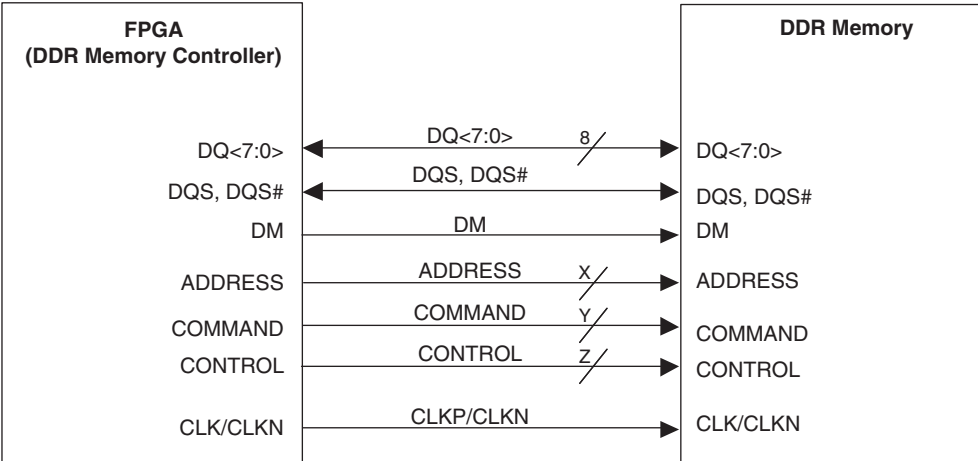 FPGA
(DDR Memory Controller)
DDR Memory
DQ<7:0> DQ<7:0> 8 DQ<7:0>
DQS, DQS# DQS, DQS# DQS, DQS#
DM DM DM
ADDRESS ADDRESS X ADDRESS
COMMAND COMMAND Y COMMAND
CONTROL CONTROL Z CONTROL
CLK/CLKN CLKP/CLKN CLK/CLKN